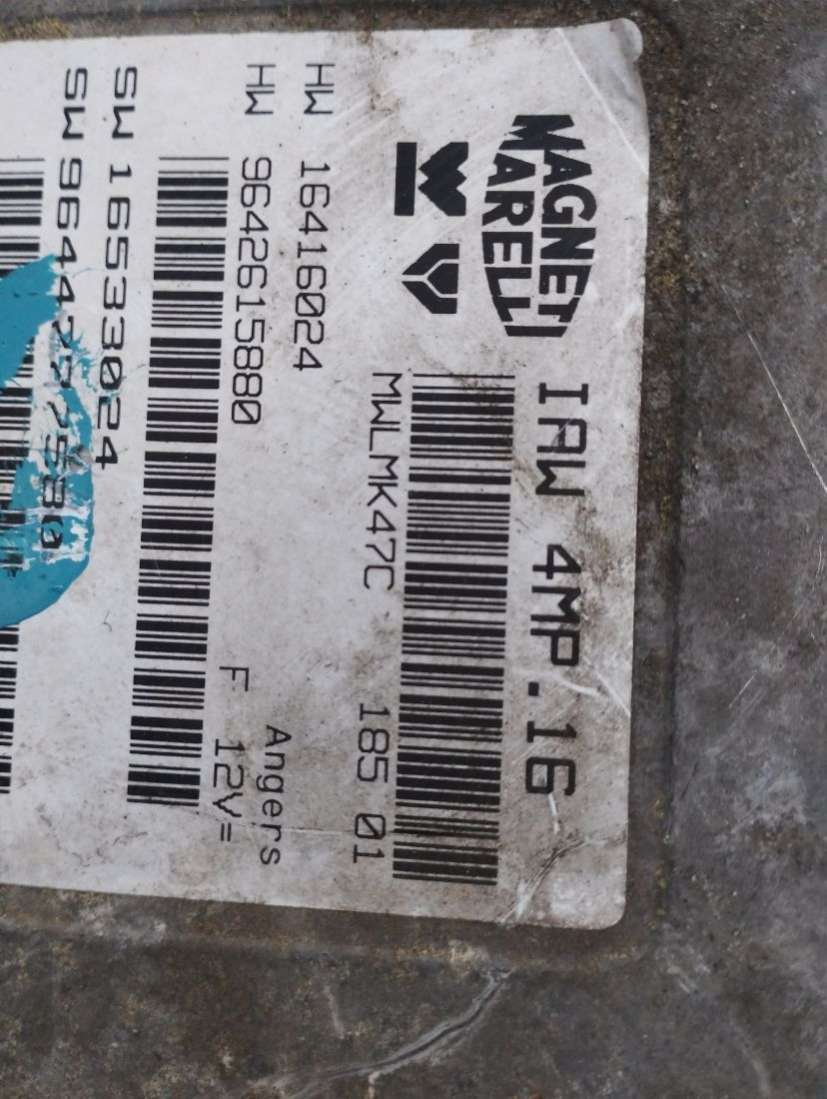 MAGNETI
MARELLI
IAW 4MP.16
MWLMK47C 185 01
HW 16416024
Angers
HW 9642615880
F 12V=
SW 16533024